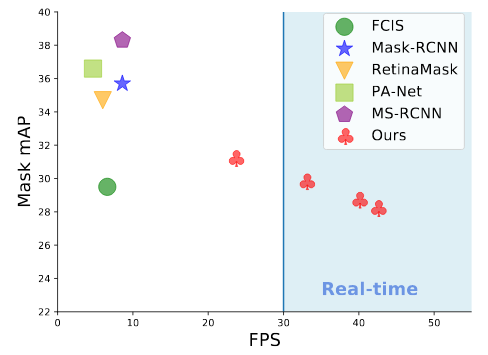 40
38
36
34
32
30
28
26
24
22
Mask mAP
FCIS
Mask-RCNN
RetinaMask
PA-Net
MS-RCNN
Ours
Real-time
0 10 20 30 40 50
FPS